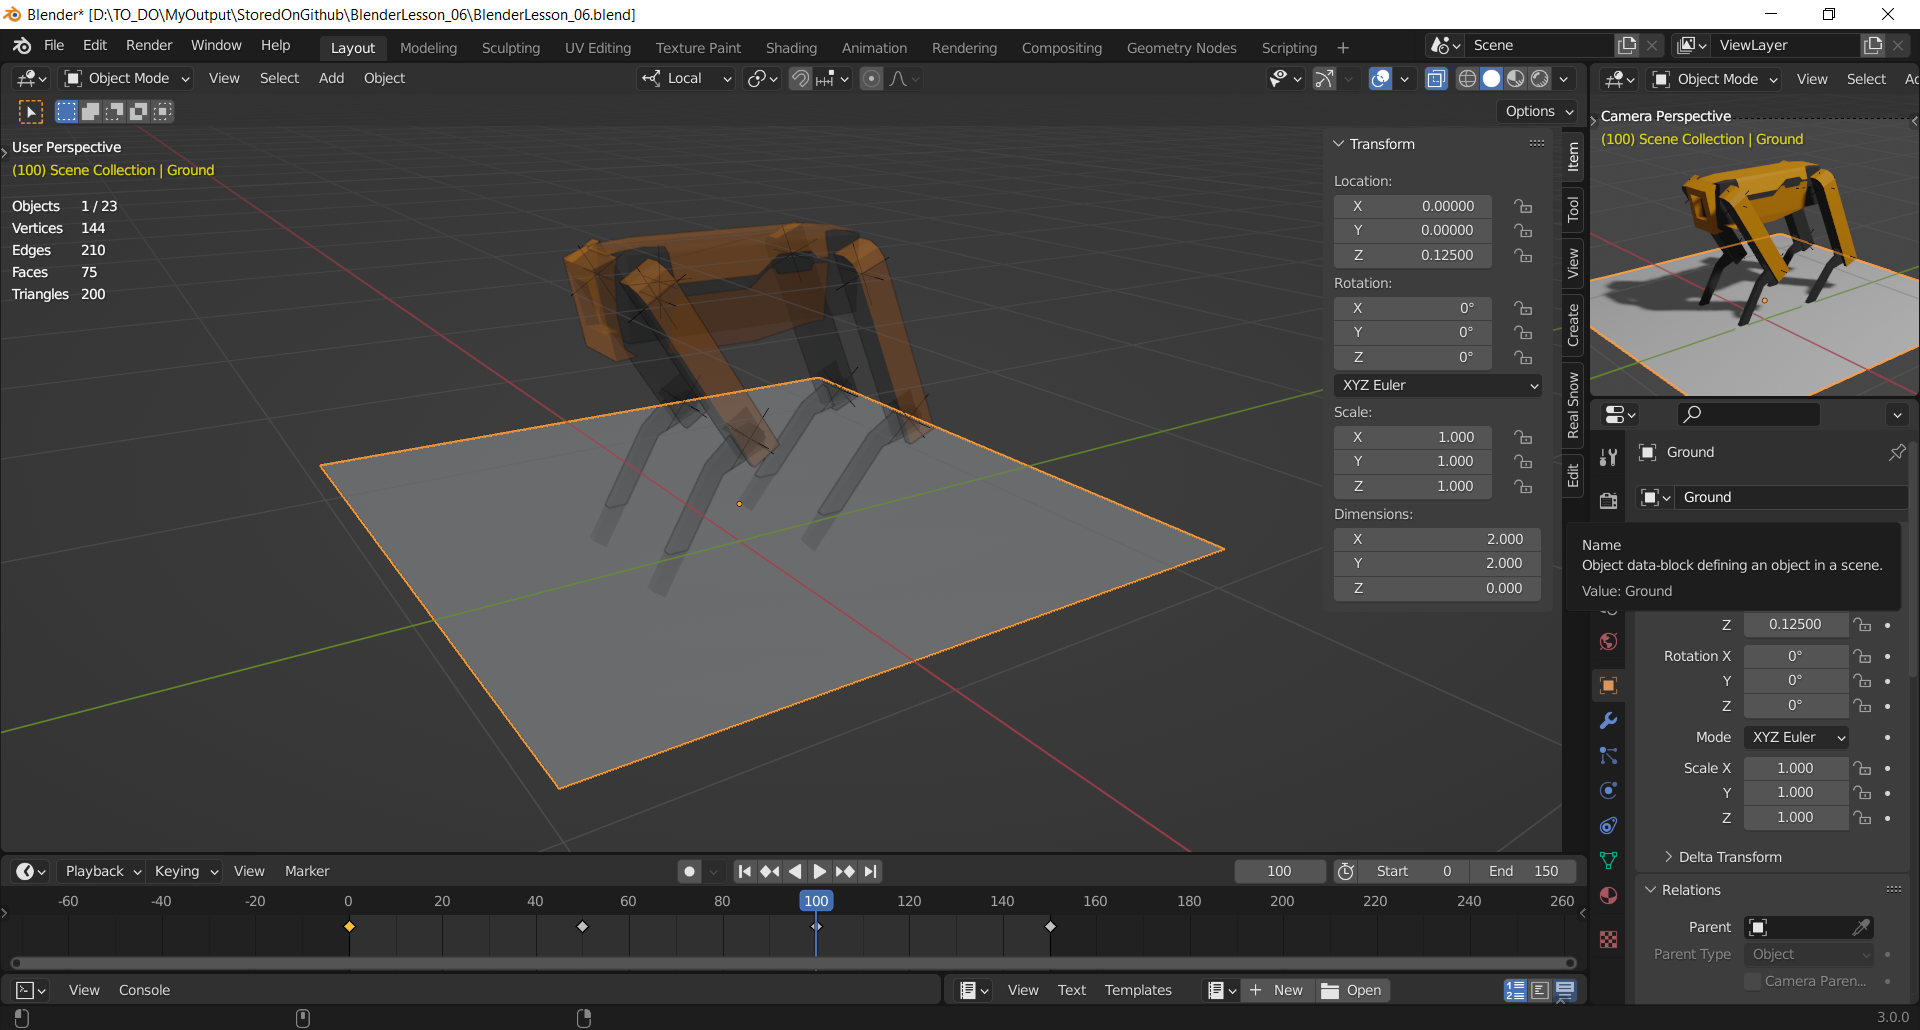 Blender* [D:\TO_DO\MyOutput\StoredOnGithub\BlenderLesson_06\BlenderLesson_06.blend]
File Edit Render Window Help Layout Modeling Sculpting UV Editing Texture Paint Shading Animation Rendering Compositing Geometry Nodes Scripting + Scene ViewLayer
Object Mode View Select Add Object Local Object Mode View Select
Options
User Perspective
(100) Scene Collection | Ground
Objects 1 / 23
Vertices 144
Edges 210
Faces 75
Triangles 200
Transform
Location:
X 0.00000
Y 0.00000
Z 0.12500
Rotation:
X 0°
Y 0°
Z 0°
XYZ Euler
Scale:
X 1.000
Y 1.000
Z 1.000
Dimensions:
X 2.000
Y 2.000
Z 0.000
Item
Tool
View
Create
Real Snow
Edit
Camera Perspective
(100) Scene Collection | Ground
Ground
Ground
Name
Object data-block defining an object in a scene.
Value: Ground
Z 0.12500
Rotation X 0°
Y 0°
Z 0°
Mode XYZ Euler
Scale X 1.000
Y 1.000
Z 1.000
Delta Transform
Relations
Parent
Parent Type Object
Camera Paren...
Playback Keying View Marker 100 Start 0 End 150
-60 -40 -20 0 20 40 60 80 100 120 140 160 180 200 220 240 260
View Console View Text Templates + New Open
3.0.0